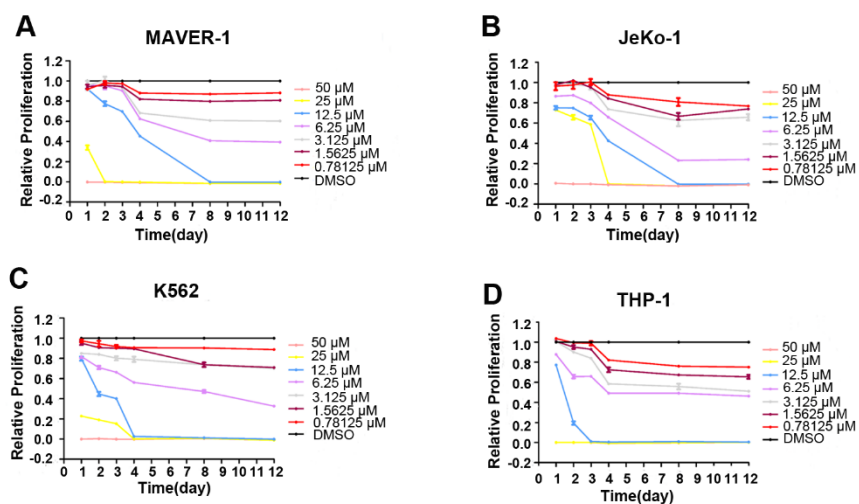 A
MAVER-1
Relative Proliferation
1.2
1.0
0.8
0.6
0.4
0.2
0.0
-0.2
0 1 2 3 4 5 6 7 8 9 10 11 12
Time(day)
50 μM
25 μM
12.5 μM
6.25 μM
3.125 μM
1.5625 μM
0.78125 μM
DMSO
B
JeKo-1
Relative Proliferation
1.2
1.0
0.8
0.6
0.4
0.2
0.0
-0.2
0 1 2 3 4 5 6 7 8 9 10 11 12
Time(day)
50 μM
25 μM
12.5 μM
6.25 μM
3.125 μM
1.5625 μM
0.78125 μM
DMSO
C
K562
Relative Proliferation
1.2
1.0
0.8
0.6
0.4
0.2
0.0
-0.2
0 1 2 3 4 5 6 7 8 9 10 11 12
Time(day)
50 μM
25 μM
12.5 μM
6.25 μM
3.125 μM
1.5625 μM
0.78125 μM
DMSO
D
THP-1
Relative Proliferation
1.2
1.0
0.8
0.6
0.4
0.2
0.0
-0.2
0 1 2 3 4 5 6 7 8 9 10 11 12
Time(day)
50 μM
25 μM
12.5 μM
6.25 μM
3.125 μM
1.5625 μM
0.78125 μM
DMSO